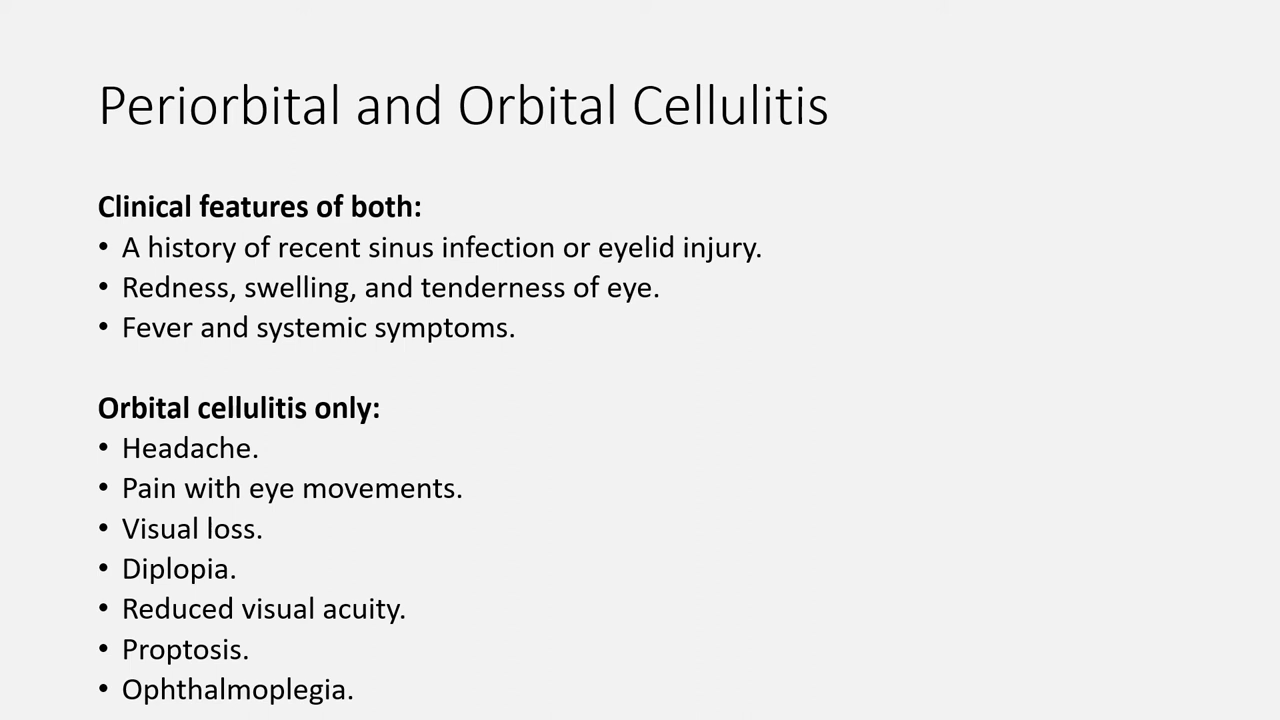 Periorbital and Orbital Cellulitis
Clinical features of both:
• A history of recent sinus infection or eyelid injury.
• Redness, swelling, and tenderness of eye.
• Fever and systemic symptoms.
Orbital cellulitis only:
• Headache.
• Pain with eye movements.
• Visual loss.
• Diplopia.
• Reduced visual acuity.
• Proptosis.
• Ophthalmoplegia.